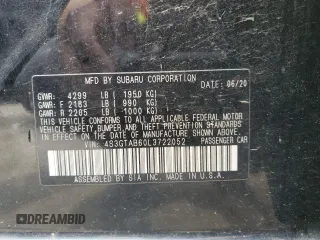 MFD. BY SUBARU CORPORATION DATE: 06/20
GVWR: 4299 LB (1950 KG)
GAWR: F 2183 LB (990 KG)
GAWR: R 2205 LB (1000 KG)
THIS VEHICLE CONFORMS TO ALL APPLICABLE FEDERAL MOTOR
VEHICLE SAFETY, BUMPER, AND THEFT PREVENTION STANDARDS
IN EFFECT ON THE DATE OF MANUFACTURE SHOWN ABOVE.
VIN: 4S3GTAB60L3722052 PASSENGER CAR
ASSEMBLED BY SIA INC. MADE IN U.S.A.
DREAMBID